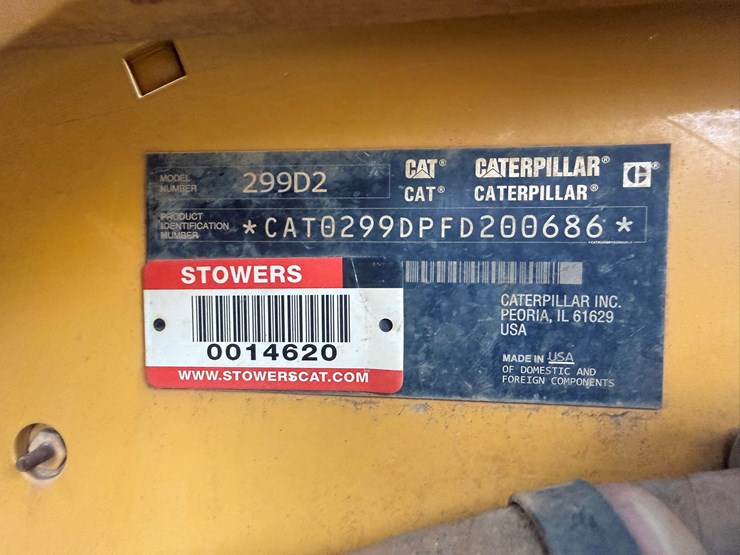 MODEL NUMBER 299D2
CAT® CATERPILLAR® C®
CAT® CATERPILLAR®
PRODUCT IDENTIFICATION NUMBER *CAT0299DPFD200686*
STOWERS
0014620
WWW.STOWERSCAT.COM
CATERPILLAR INC.
PEORIA, IL 61629
USA
MADE IN USA
OF DOMESTIC AND
FOREIGN COMPONENTS